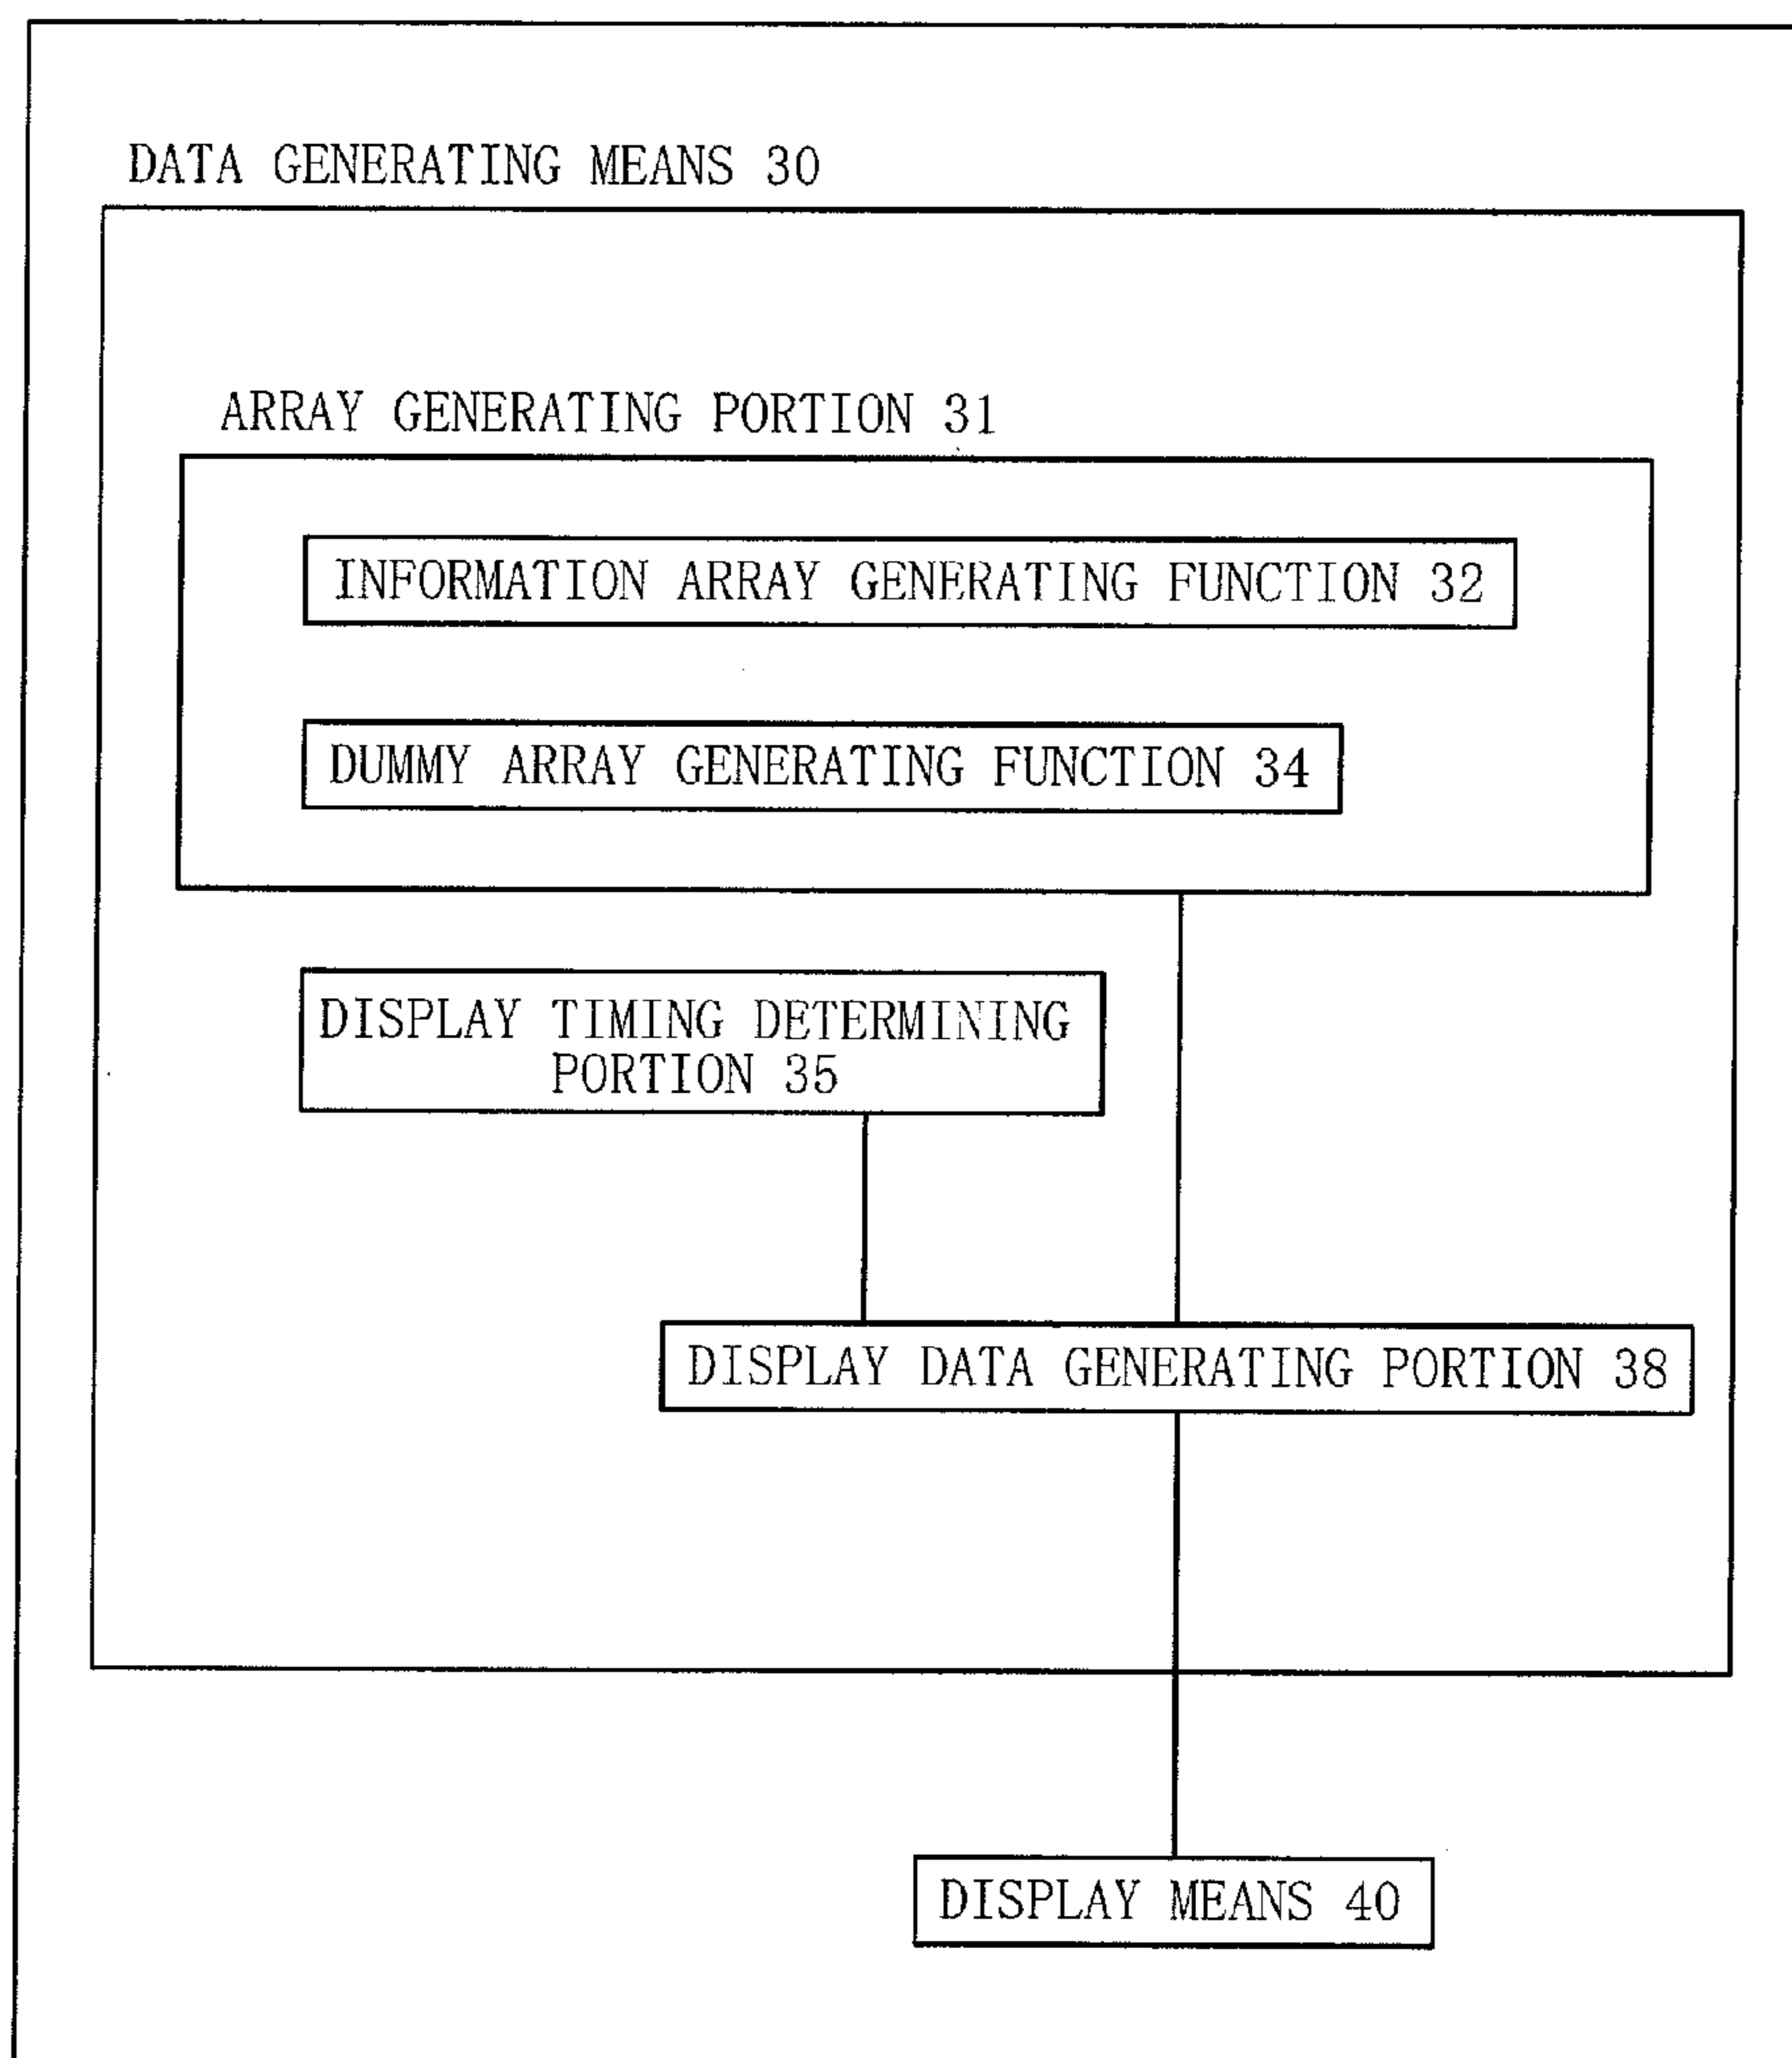 DATA GENERATING MEANS 30
ARRAY GENERATING PORTION 31
INFORMATION ARRAY GENERATING FUNCTION 32
DUMMY ARRAY GENERATING FUNCTION 34
DISPLAY TIMING DETERMINING
PORTION 35
DISPLAY DATA GENERATING PORTION 38
DISPLAY MEANS 40